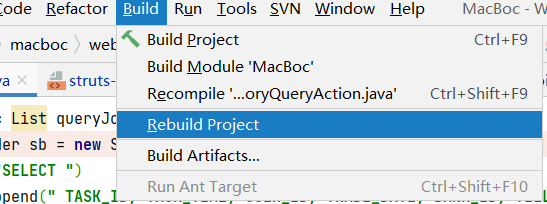 Code Refactor Build Run Tools SVN Window Help MacBoc - W
macboc web
Build Project Ctrl+F9
Build Module 'MacBoc'
struts-
Recompile '...oryQueryAction.java' Ctrl+Shift+F9
List queryJo
Rebuild Project
der sb = new S
SELECT ")
Build Artifacts...
ppend("
Run Ant Target Ctrl+Shift+F10